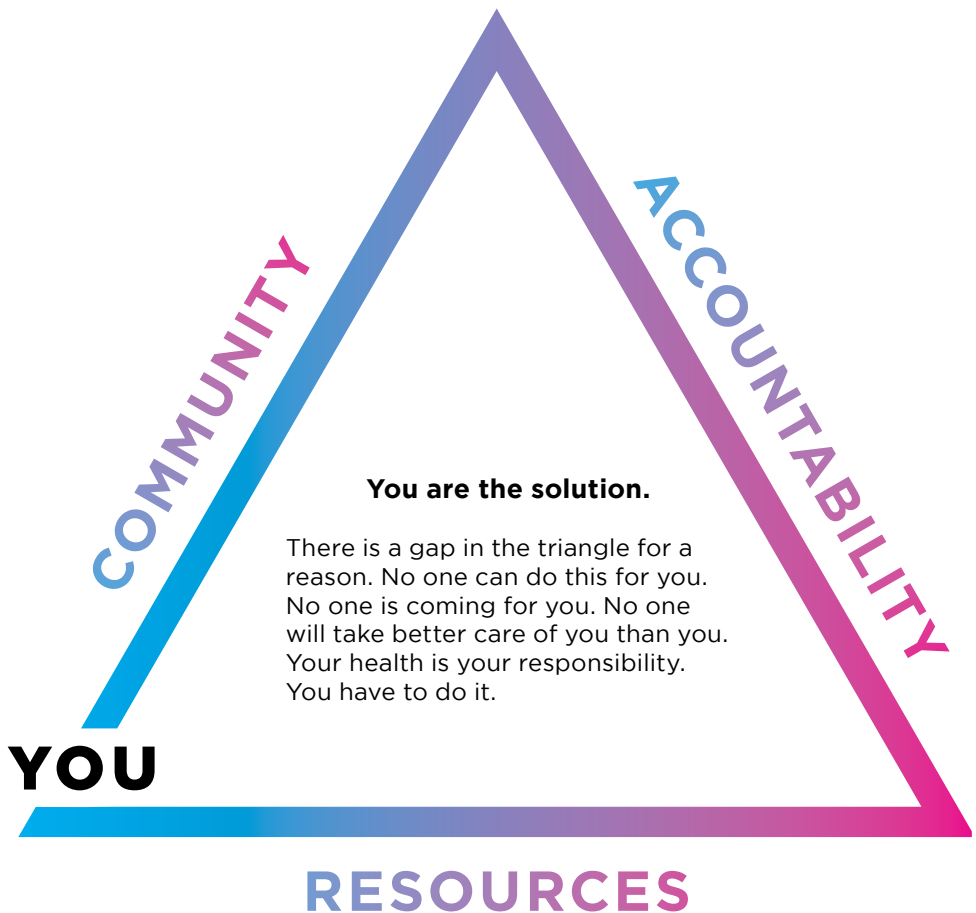 COMMUNITY
ACCOUNTABILITY
You are the solution.
There is a gap in the triangle for a
reason. No one can do this for you.
No one is coming for you. No one
will take better care of you than you.
Your health is your responsibility.
You have to do it.
YOU
RESOURCES